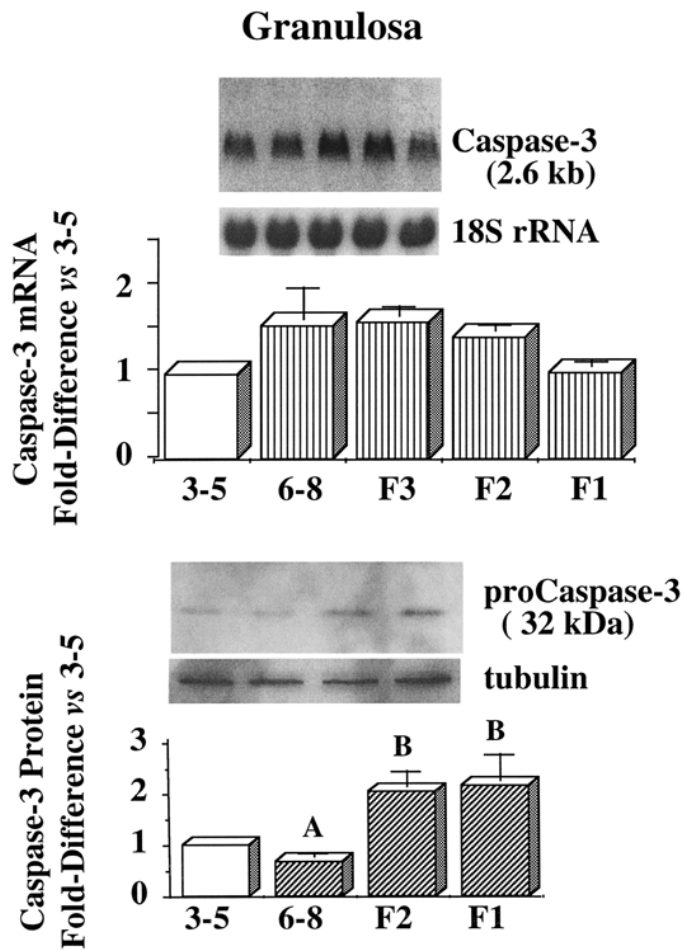 Granulosa
Caspase-3
(2.6 kb)
18S rRNA
Caspase-3 mRNA
Fold-Difference vs 3-5
2
1
0
3-5 6-8 F3 F2 F1
proCaspase-3
( 32 kDa)
tubulin
Caspase-3 Protein
Fold-Difference vs 3-5
3
2
1
0
A
B
B
3-5 6-8 F2 F1